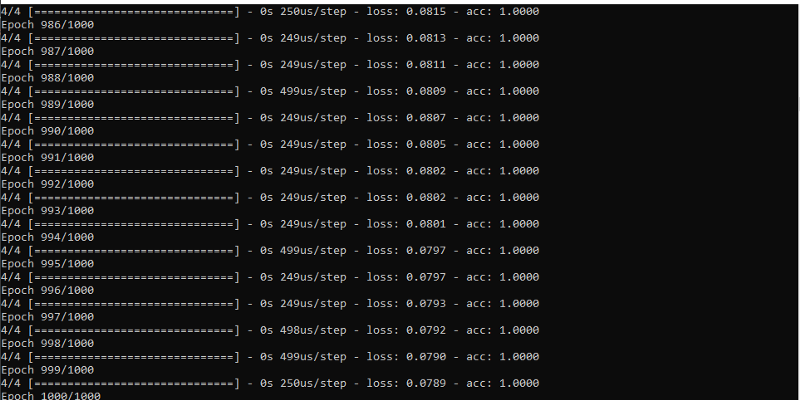 4/4 [==============================] - 0s 250us/step - loss: 0.0815 - acc: 1.0000
Epoch 986/1000
4/4 [==============================] - 0s 249us/step - loss: 0.0813 - acc: 1.0000
Epoch 987/1000
4/4 [==============================] - 0s 249us/step - loss: 0.0811 - acc: 1.0000
Epoch 988/1000
4/4 [==============================] - 0s 499us/step - loss: 0.0809 - acc: 1.0000
Epoch 989/1000
4/4 [==============================] - 0s 249us/step - loss: 0.0807 - acc: 1.0000
Epoch 990/1000
4/4 [==============================] - 0s 249us/step - loss: 0.0805 - acc: 1.0000
Epoch 991/1000
4/4 [==============================] - 0s 249us/step - loss: 0.0802 - acc: 1.0000
Epoch 992/1000
4/4 [==============================] - 0s 249us/step - loss: 0.0802 - acc: 1.0000
Epoch 993/1000
4/4 [==============================] - 0s 249us/step - loss: 0.0801 - acc: 1.0000
Epoch 994/1000
4/4 [==============================] - 0s 499us/step - loss: 0.0797 - acc: 1.0000
Epoch 995/1000
4/4 [==============================] - 0s 249us/step - loss: 0.0797 - acc: 1.0000
Epoch 996/1000
4/4 [==============================] - 0s 249us/step - loss: 0.0793 - acc: 1.0000
Epoch 997/1000
4/4 [==============================] - 0s 498us/step - loss: 0.0792 - acc: 1.0000
Epoch 998/1000
4/4 [==============================] - 0s 499us/step - loss: 0.0790 - acc: 1.0000
Epoch 999/1000
4/4 [==============================] - 0s 250us/step - loss: 0.0789 - acc: 1.0000
Epoch 1000/1000